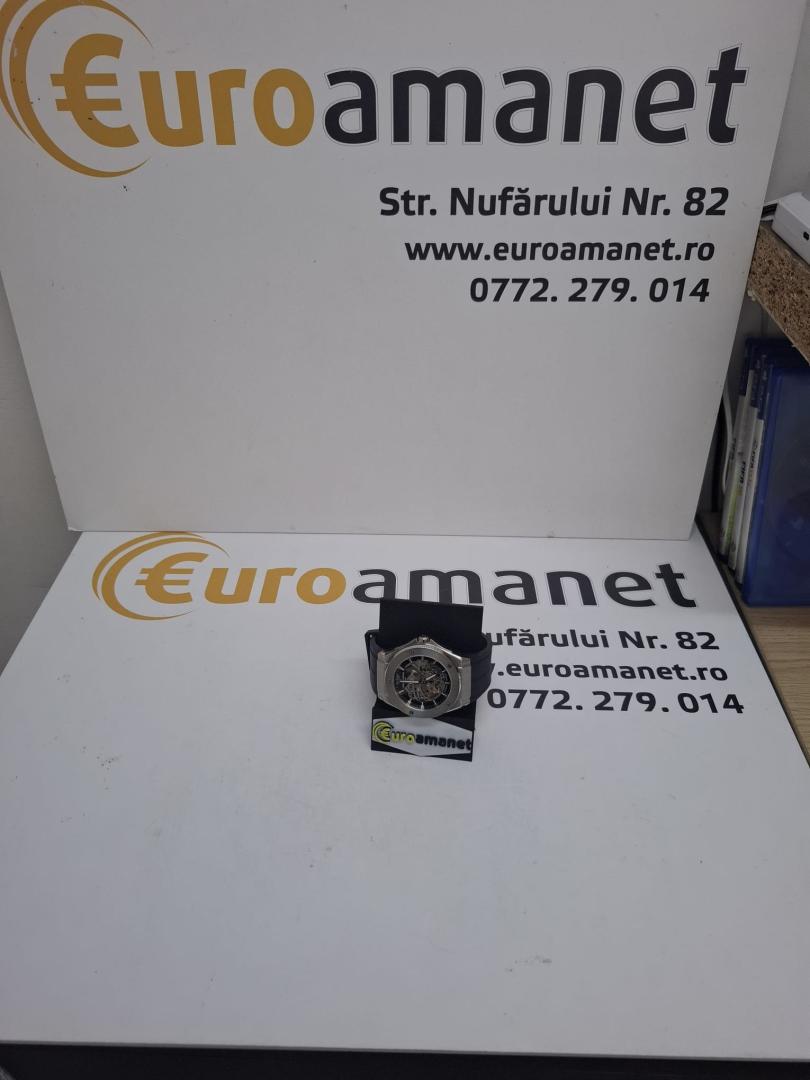 €uroamanet
Str. Nufărului Nr. 82
www.euroamanet.ro
0772. 279. 014
€uroamanet
ufărului Nr. 82
.euroamanet.ro
0772. 279. 014
€uroamanet